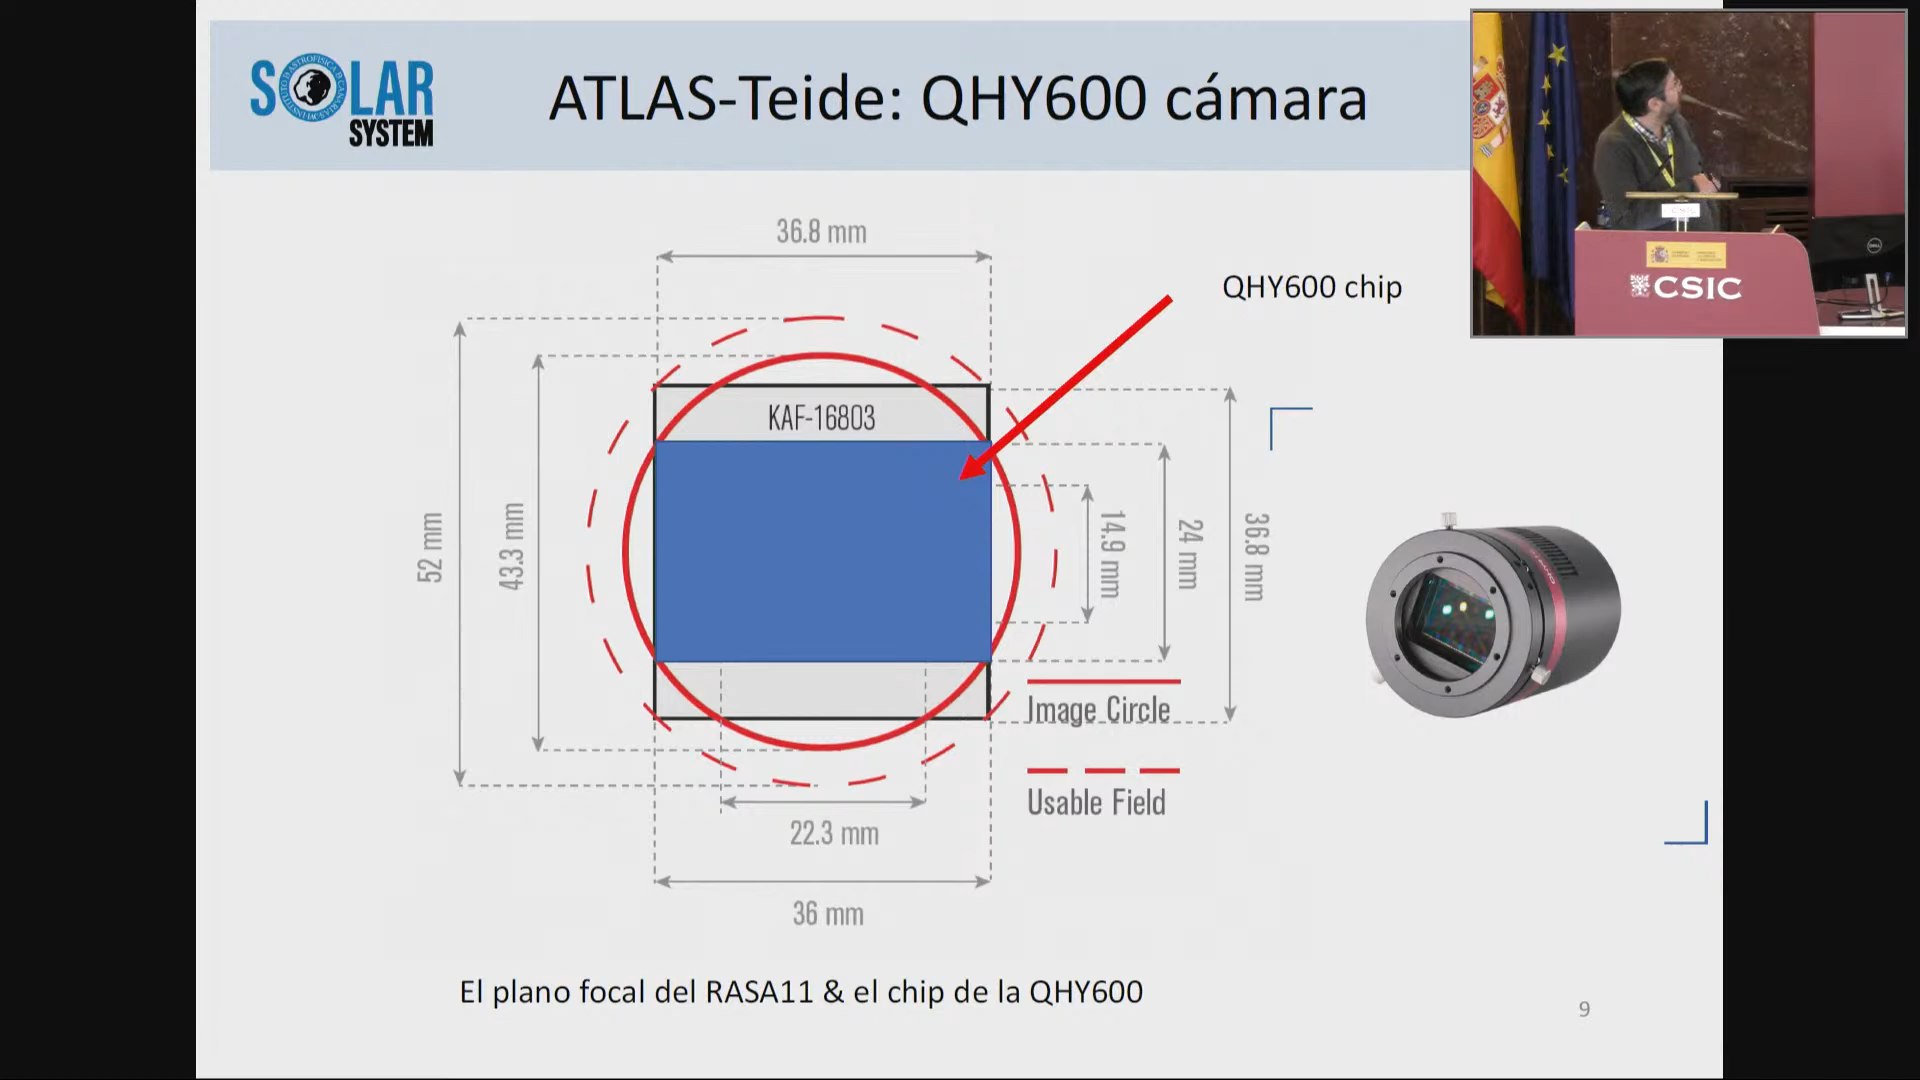 SOLAR
SYSTEM
ATLAS-Teide: QHY600 cámara
36.8 mm
QHY600 chip
CSIC
KAF-16803
52 mm
43.3 mm
14.9 mm
24 mm
36.8 mm
Image Circle
Usable Field
22.3 mm
36 mm
El plano focal del RASA11 & el chip de la QHY600
9